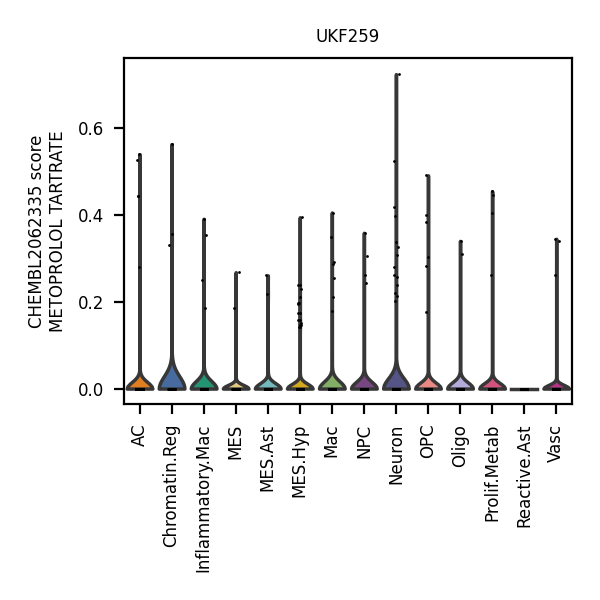 UKF259
CHEMBL2062335 score
METOPROLOL TARTRATE
0.6
0.4
0.2
0.0
AC
Chromatin.Reg
Inflammatory.Mac
MES
MES.Ast
MES.Hyp
Mac
NPC
Neuron
OPC
Oligo
Prolif.Metab
Reactive.Ast
Vasc